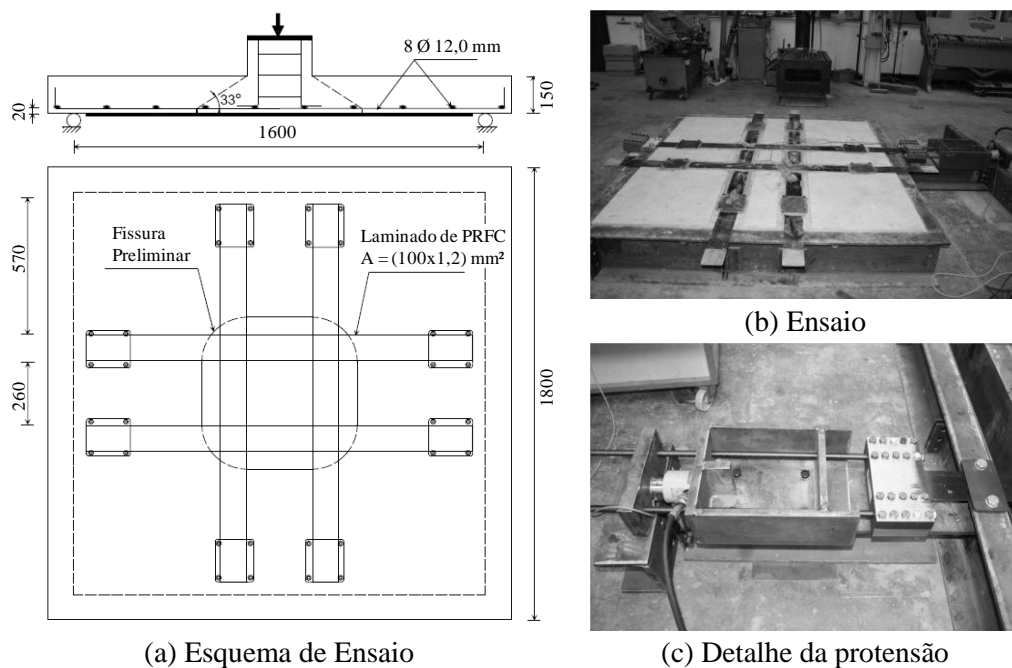 8 Ø 12,0 mm
33°
20
150
1600
Fissura
Preliminar
Laminado de PRFC
A = (100x1,2) mm²
570
260
1800
(a) Esquema de Ensaio
(b) Ensaio
(c) Detalhe da protensão